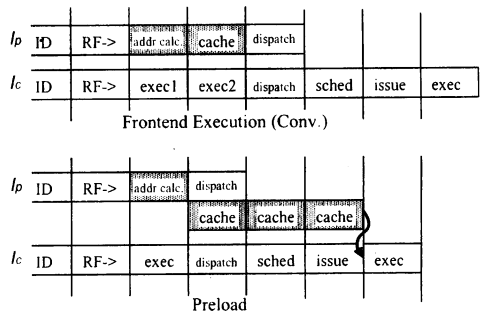 Ip ID RF-> addr calc. cache dispatch
Ic ID RF-> exec1 exec2 dispatch sched issue exec
Frontend Execution (Conv.)
Ip ID RF-> addr calc. dispatch
cache cache cache
Ic ID RF-> exec dispatch sched issue exec
Preload